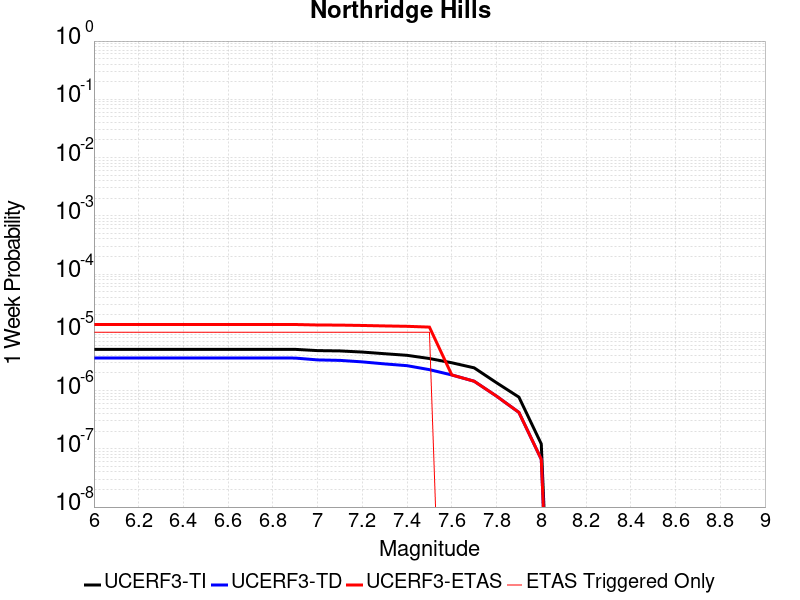 Northridge Hills
10^0
10^-1
10^-2
10^-3
10^-4
10^-5
10^-6
10^-7
10^-8
1 Week Probability
6 6.2 6.4 6.6 6.8 7 7.2 7.4 7.6 7.8 8 8.2 8.4 8.6 8.8 9
Magnitude
UCERF3-TI UCERF3-TD UCERF3-ETAS ETAS Triggered Only